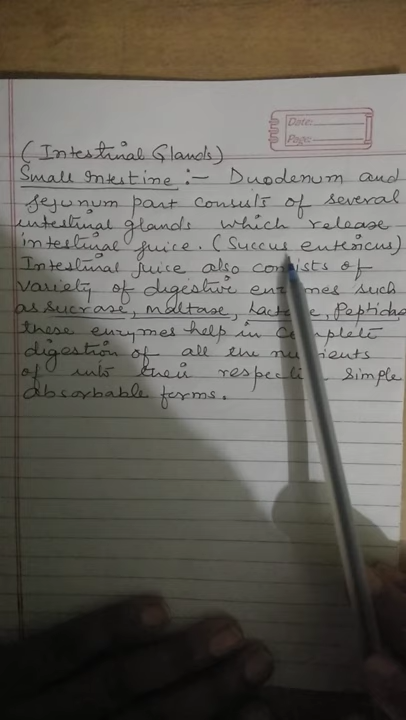 Date:
Page:
(Intestinal Glands)
Small Intestine :- Duodenum and
Jejunum part consists of several
intestinal glands which release
intestinal juice. (Succus entericus)
Intestinal juice also consists of
variety of digestive enzymes such
as sucrase, maltase, Lactase, Peptidase
these enzymes help in complete
digestion of all the nutrients
of into their respective simple
absorbable forms.